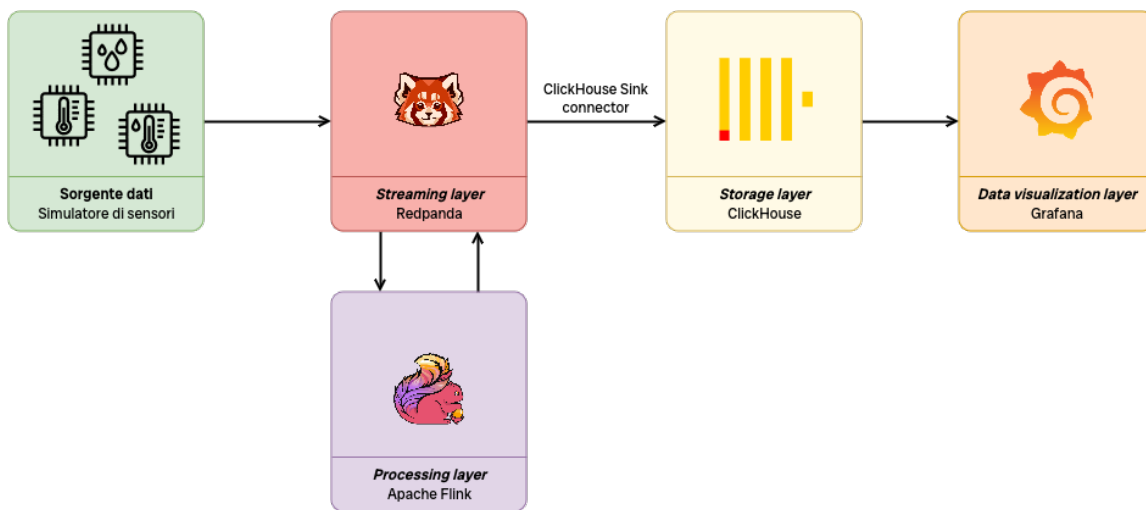 Sorgente dati
Simulatore di sensori
Streaming layer
Redpanda
ClickHouse Sink
connector
Storage layer
ClickHouse
Data visualization layer
Grafana
Processing layer
Apache Flink